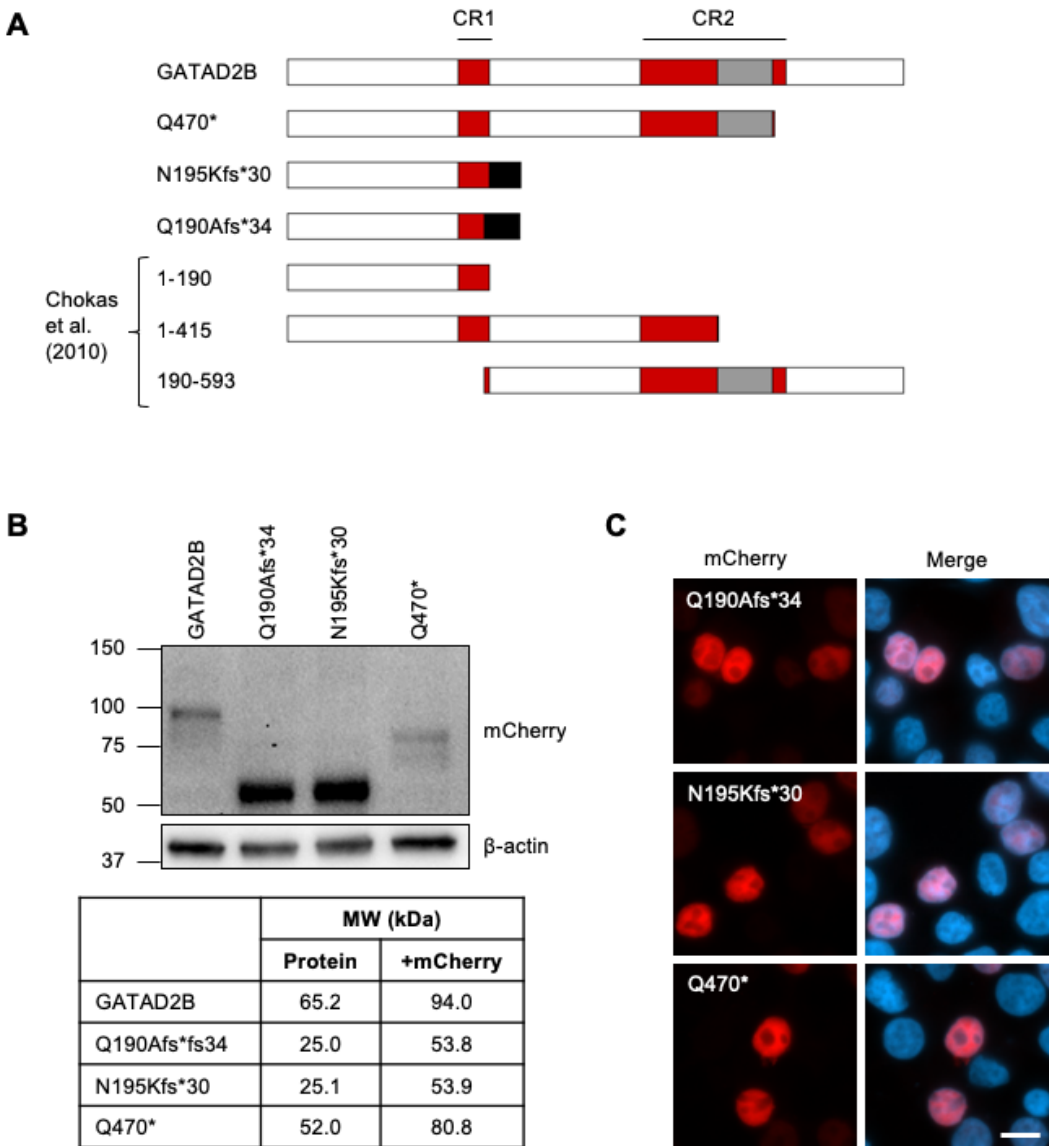 A
CR1 CR2
GATAD2B
Q470*
N195Kfs*30
Q190Afs*34
Chokas
et al.
(2010)
1-190
1-415
190-593
B
GATAD2B
Q190Afs*34
N195Kfs*30
Q470*
150
100
75
50
37
mCherry
β-actin
MW (kDa)
Protein +mCherry
GATAD2B 65.2 94.0
Q190Afs*fs34 25.0 53.8
N195Kfs*30 25.1 53.9
Q470* 52.0 80.8
C
mCherry Merge
Q190Afs*34
N195Kfs*30
Q470*